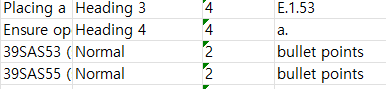 Placing a Heading 3 4 E.1.53
Ensure op Heading 4 4 a.
39SAS53 ( Normal 2 bullet points
39SAS55 ( Normal 2 bullet points